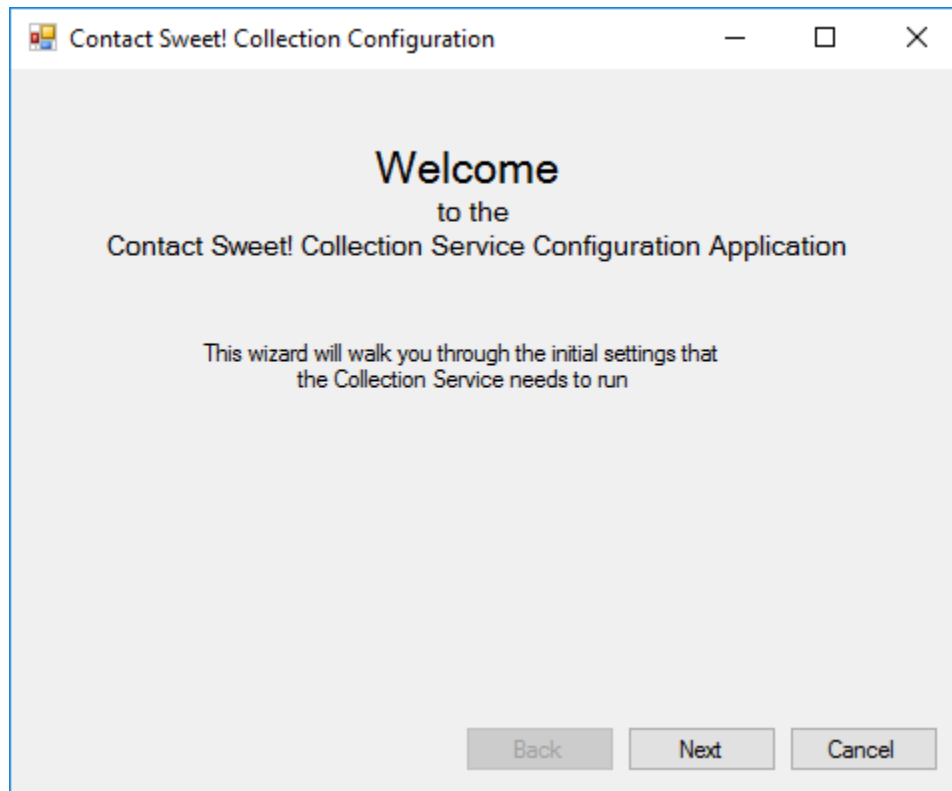 Contact Sweet! Collection Configuration
Welcome
to the
Contact Sweet! Collection Service Configuration Application
This wizard will walk you through the initial settings that
the Collection Service needs to run
Back Next Cancel